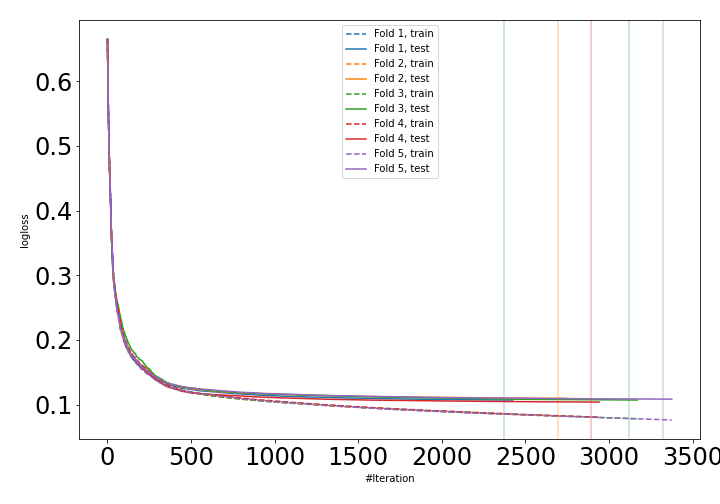 Fold 1, train
Fold 1, test
Fold 2, train
Fold 2, test
Fold 3, train
Fold 3, test
Fold 4, train
Fold 4, test
Fold 5, train
Fold 5, test
0.6
0.5
0.4
0.3
0.2
0.1
logloss
0 500 1000 1500 2000 2500 3000 3500
#Iteration